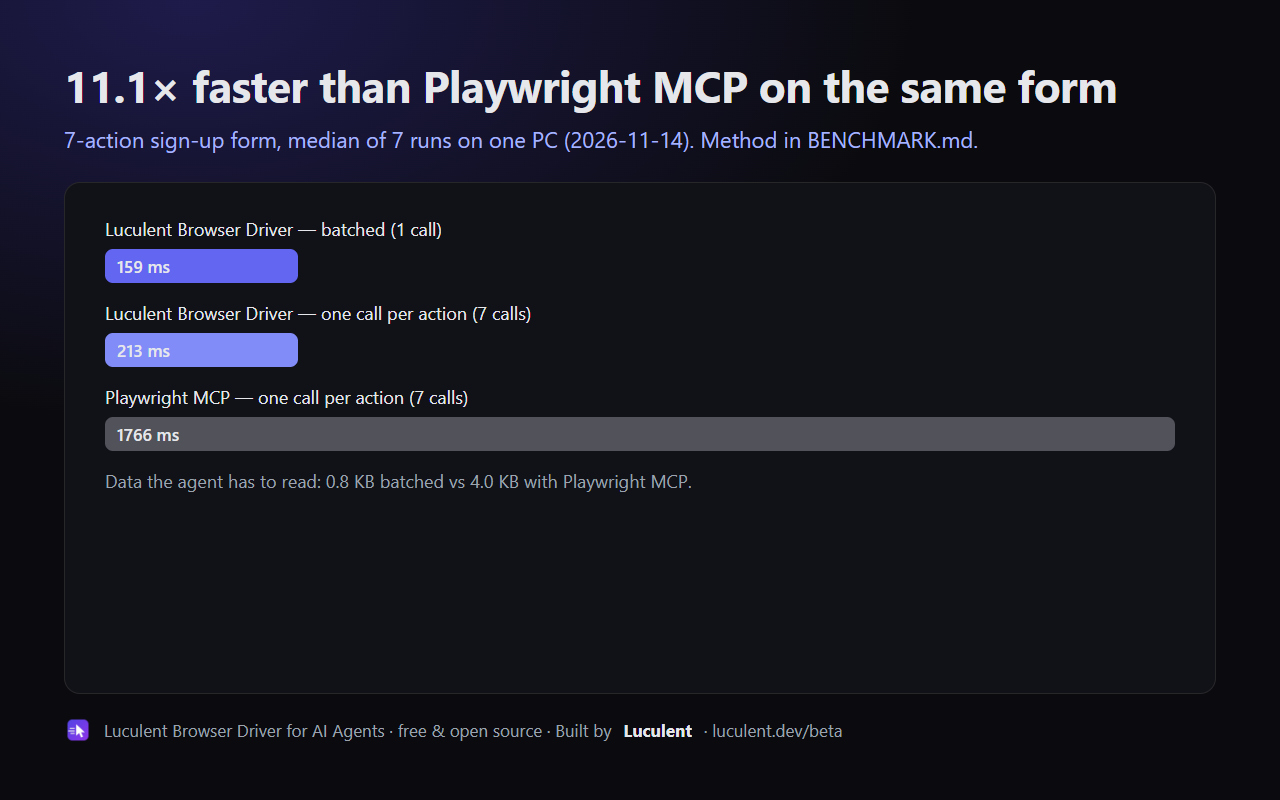 11.1× faster than Playwright MCP on the same form
7-action sign-up form, median of 7 runs on one PC (2026-11-14). Method in BENCHMARK.md.
Luculent Browser Driver — batched (1 call)
159 ms
Luculent Browser Driver — one call per action (7 calls)
213 ms
Playwright MCP — one call per action (7 calls)
1766 ms
Data the agent has to read: 0.8 KB batched vs 4.0 KB with Playwright MCP.
Luculent Browser Driver for AI Agents · free & open source · Built by Luculent · luculent.dev/beta